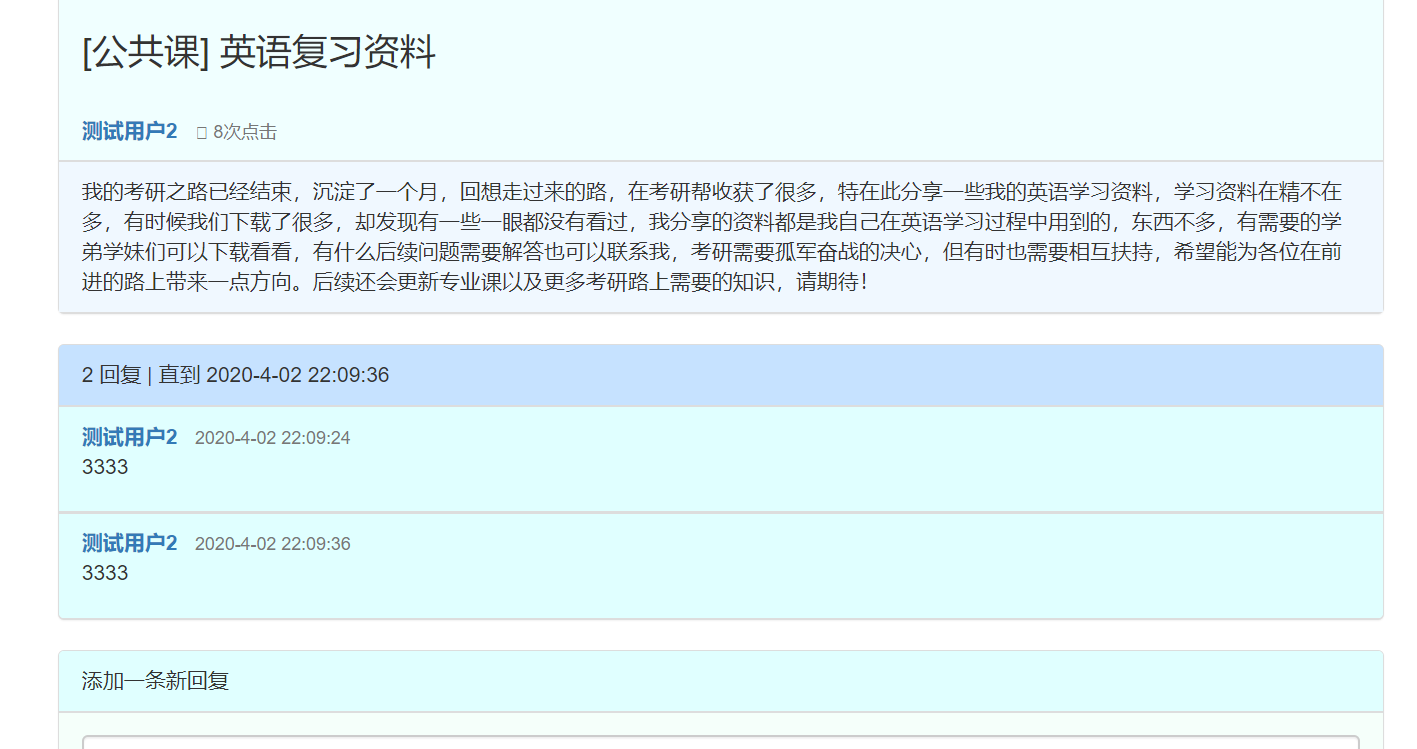 [公共课] 英语复习资料
测试用户2 8次点击
我的考研之路已经结束，沉淀了一个月，回想走过来的路，在考研帮收获了很多，特在此分享一些我的英语学习资料，学习资料在精不在
多，有时候我们下载了很多，却发现有一些一眼都没有看过，我分享的资料都是我自己在英语学习过程中用到的，东西不多，有需要的学
弟学妹们可以下载看看，有什么后续问题需要解答也可以联系我，考研需要孤军奋战的决心，但有时也需要相互扶持，希望能为各位在前
进的路上带来一点方向。后续还会更新专业课以及更多考研路上需要的知识，请期待！
2 回复 | 直到 2020-4-02 22:09:36
测试用户2 2020-4-02 22:09:24
3333
测试用户2 2020-4-02 22:09:36
3333
添加一条新回复